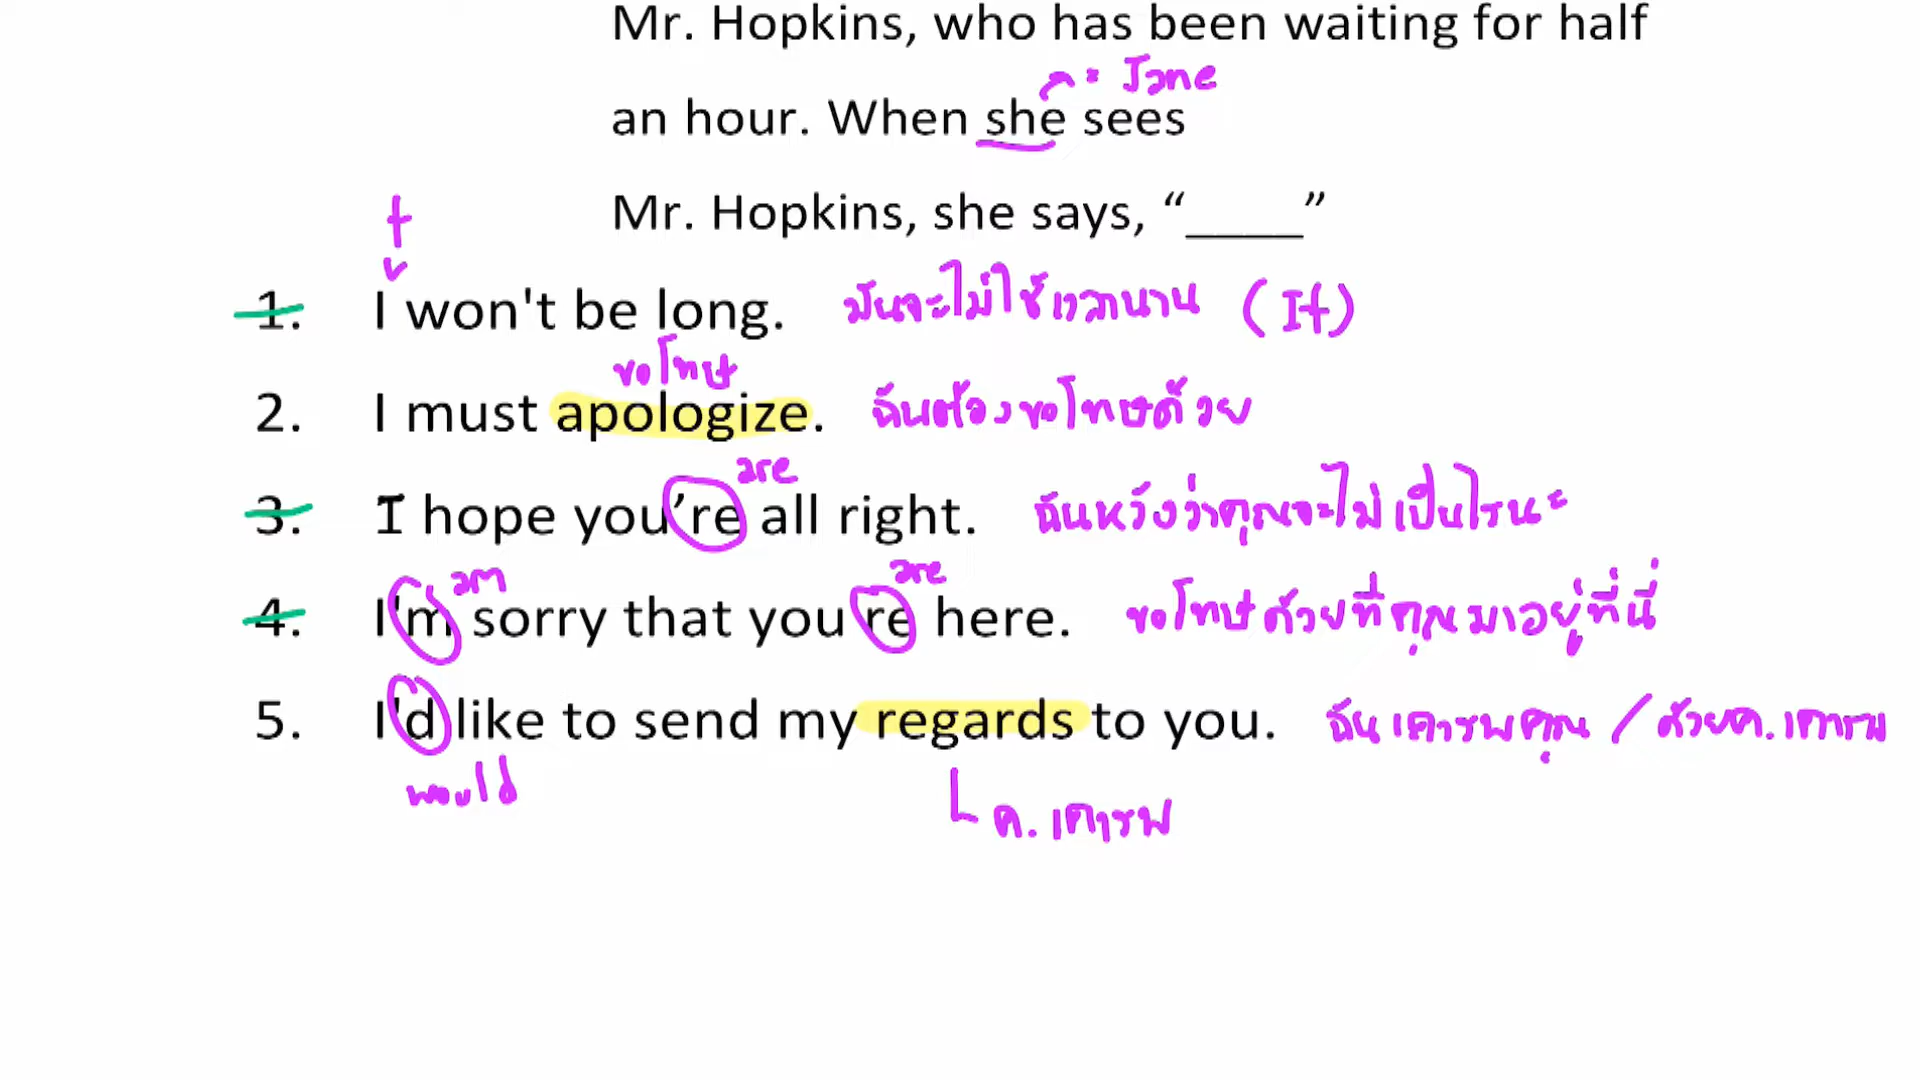 Mr. Hopkins, who has been waiting for half
= Jane
an hour. When she sees
Mr. Hopkins, she says, “____”
t
1. I won't be long. มันจะไม่ใช้เวลานาน (It)
ขอโทษ
2. I must apologize. ฉันต้องขอโทษด้วย
are
3. I hope you’re all right. ฉันหวังว่าคุณจะไม่เป็นไรนะ
am are
4. I'm sorry that you're here. ขอโทษด้วยที่คุณมาอยู่ที่นี่
5. I'd like to send my regards to you. ฉันเคารพคุณ / ด้วยค.เคารพ
would
ค. เคารพ